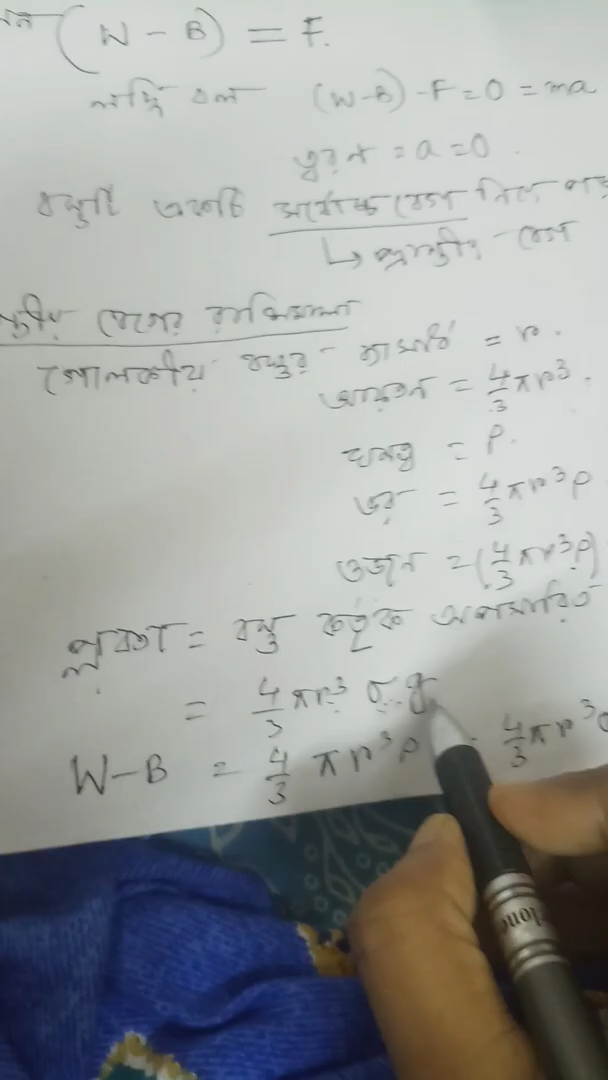 (W - B) = F.
লব্ধি বল (W-B) - F = 0 = ma
ত্বরণ = a = 0.
বস্তুটি একটি নিয়ে
↳ প্রান্তীয় বেগ
বেগের রাশিমালা
গোলকীয় বস্তুর ব্যাসার্ধ = r.
আয়তন = 4/3 πr³.
ঘনত্ব = ρ.
ভর = 4/3 πr³ρ
ওজন = (4/3 πr³ρ)
প্লবতা = বস্তু কর্তৃক অপসারিত
= 4/3 πr³ σ.g
W-B = 4/3 πr³ρ - 4/3 πr³